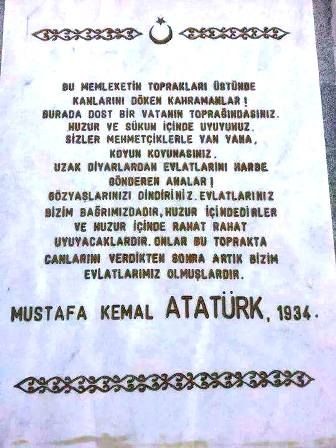 BU MEMLEKETİN TOPRAKLARI ÜSTÜNDE
KANLARINI DÖKEN KAHRAMANLAR!
BURADA DOST BİR VATANIN TOPRAĞINDASINIZ.
HUZUR VE SÜKUN İÇİNDE UYUYUNUZ.
SİZLER MEHMETÇİKLERLE YAN YANA,
KOYUN KOYUNASINIZ.
UZAK DİYARLARDAN EVLATLARINI HARBE
GÖNDEREN ANALAR!
GÖZYAŞLARINIZI DİNDİRİNİZ. EVLATLARINIZ
BİZİM BAĞRIMIZDADIR, HUZUR İÇİNDEDİRLER
VE HUZUR İÇİNDE RAHAT RAHAT
UYUYACAKLARDIR. ONLAR BU TOPRAKTA
CANLARINI VERDİKTEN SONRA ARTIK BİZİM
EVLATLARIMIZ OLMUŞLARDIR.
MUSTAFA KEMAL ATATÜRK, 1934.